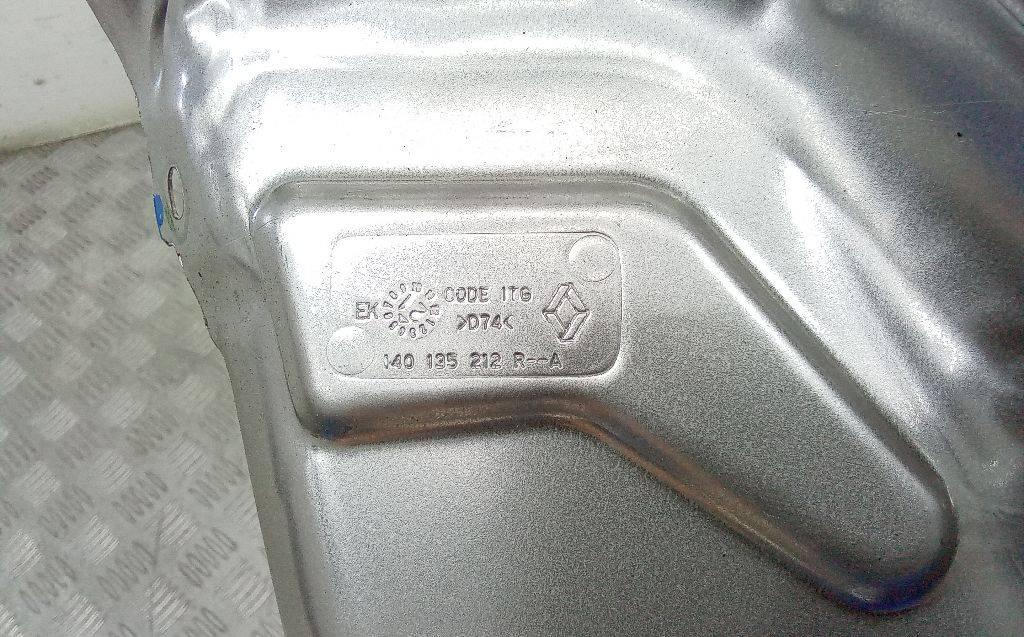 CODE ITG
EK
>D74<
140 135 212 R--A